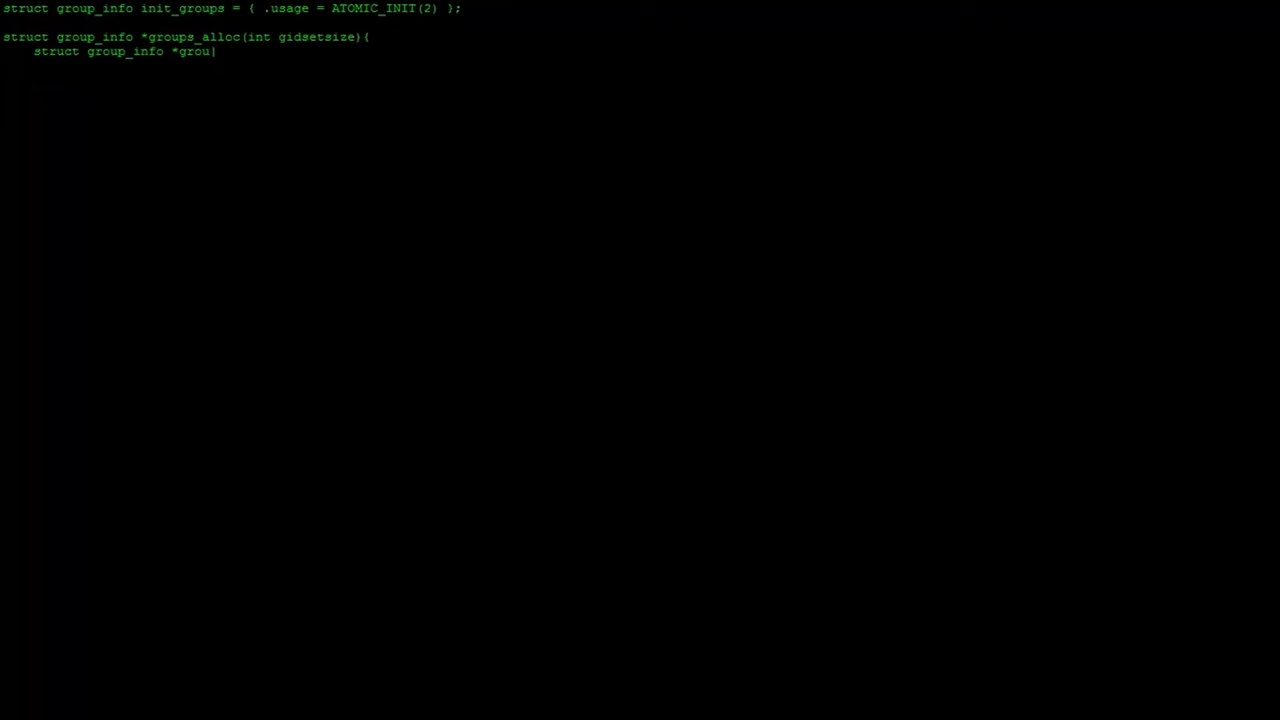 struct group_info init_groups = { .usage = ATOMIC_INIT(2) };
struct group_info *groups_alloc(int gidsetsize){
    struct group_info *grou|